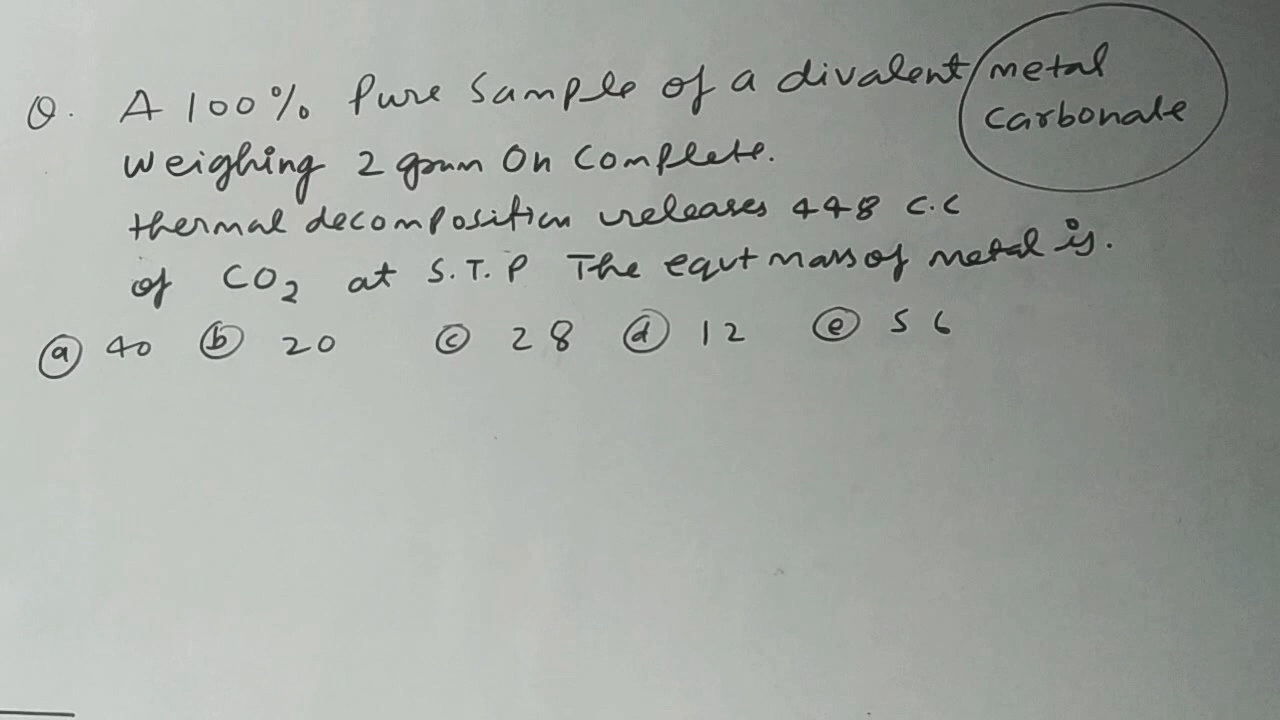 Q. A 100% Pure Sample of a divalent metal
carbonate
weighing 2 gram On Complete.
thermal decomposition releases 448 C.C
of CO2 at S.T.P The eqvt mass of metal is.
(a) 40 (b) 20 (c) 28 (d) 12 (e) 56